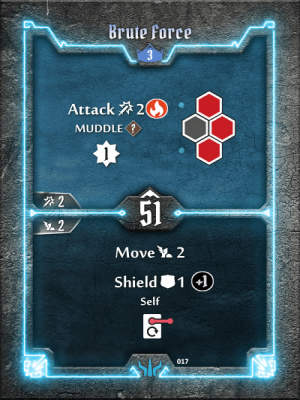 Brute Force
3
Attack 2
MUDDLE ?
1
2
51
2
Move 2
Shield 1 +1
Self
017